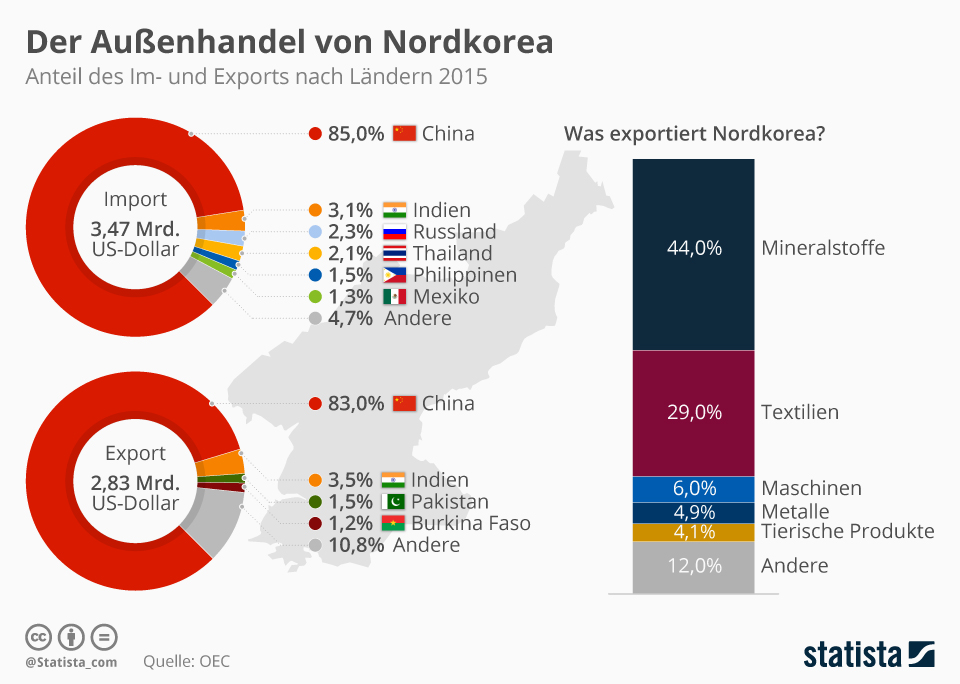 Der Außenhandel von Nordkorea
Anteil des Im- und Exports nach Ländern 2015
Import
3,47 Mrd.
US-Dollar
85,0% China
3,1% Indien
2,3% Russland
2,1% Thailand
1,5% Philippinen
1,3% Mexiko
4,7% Andere
Export
2,83 Mrd.
US-Dollar
83,0% China
3,5% Indien
1,5% Pakistan
1,2% Burkina Faso
10,8% Andere
Was exportiert Nordkorea?
44,0% Mineralstoffe
29,0% Textilien
6,0% Maschinen
4,9% Metalle
4,1% Tierische Produkte
12,0% Andere
cc
@Statista_com
Quelle: OEC
statista